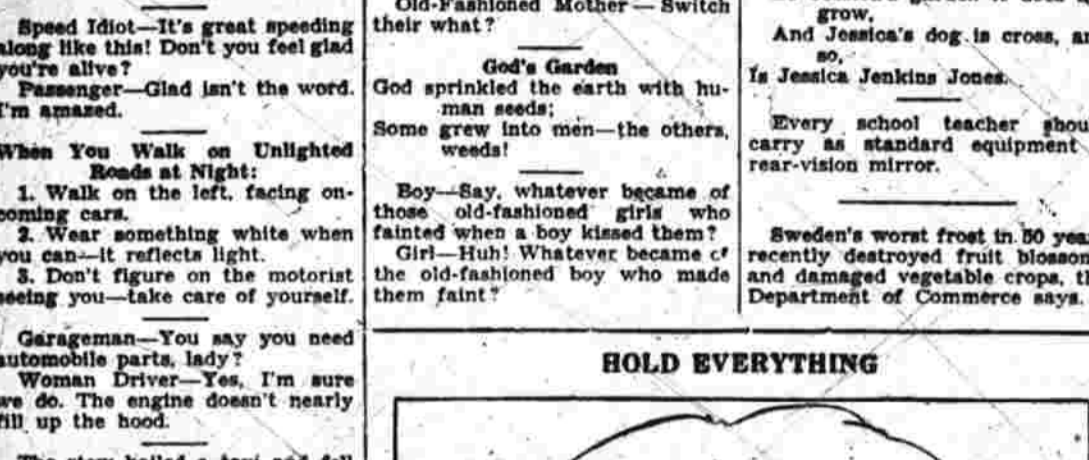 Speed Idiot—It's great speeding
along like this! Don't you feel glad
you're alive?
Passenger—Glad isn't the word.
I'm amazed.
When You Walk on Unlighted
Roads at Night:
1. Walk on the left, facing on-
coming cars.
2. Wear something white when
you can—it reflects light.
3. Don't figure on the motorist
seeing you—take care of yourself.
Garageman—You say you need
automobile parts, lady?
Woman Driver—Yes, I'm sure
we do. The engine doesn't nearly
fill up the hood.
Old-Fashioned Mother — Switch
their what?
God's Garden
God sprinkled the earth with hu-
man seeds;
Some grew into men—the others,
weeds!
Boy—Say, whatever became of
those old-fashioned girls who
fainted when a boy kissed them?
Girl—Huh! Whatever became of
the old-fashioned boy who made
them faint?
grow,
And Jessica's dog is cross, an
so,
Is Jessica Jenkins Jones.
Every school teacher shou
carry as standard equipment
rear-vision mirror.
Sweden's worst frost in 50 yea
recently destroyed fruit blossom
and damaged vegetable crops, t
Department of Commerce says.
HOLD EVERYTHING